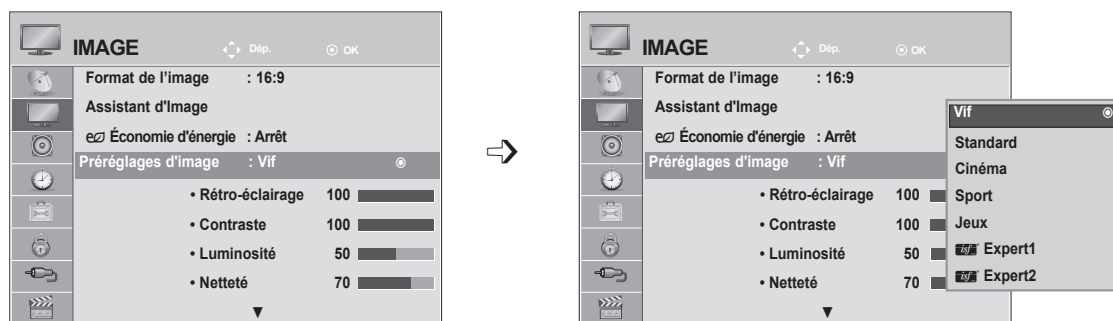 IMAGE Dép. OK
Format de l'image : 16:9
Assistant d'Image
Économie d'énergie : Arrêt
Préréglages d'image : Vif
• Rétro-éclairage 100
• Contraste 100
• Luminosité 50
• Netteté 70
IMAGE Dép. OK
Format de l'image : 16:9
Assistant d'Image
Économie d'énergie : Arrêt
Préréglages d'image : Vif
• Rétro-éclairage 100
• Contraste 100
• Luminosité 50
• Netteté 70
Vif
Standard
Cinéma
Sport
Jeux
isf Expert1
isf Expert2